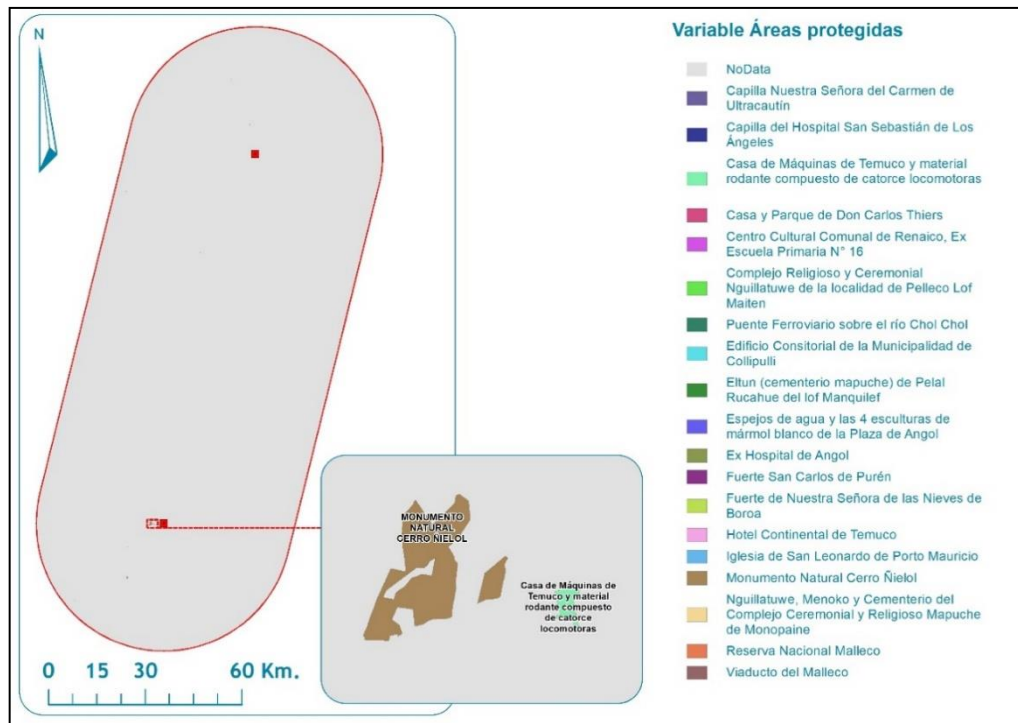 N
0 15 30 60 Km.
MONUMENTO
NATURAL
CERRO ÑIELOL
Casa de Máquinas de
Temuco y material
rodante compuesto
de catorce
locomotoras
Variable Áreas protegidas
NoData
Capilla Nuestra Señora del Carmen de
Ultracautín
Capilla del Hospital San Sebastián de Los
Ángeles
Casa de Máquinas de Temuco y material
rodante compuesto de catorce locomotoras
Casa y Parque de Don Carlos Thiers
Centro Cultural Comunal de Renaico, Ex
Escuela Primaria N° 16
Complejo Religioso y Ceremonial
Nguillatuwe de la localidad de Pelleco Lof
Maiten
Puente Ferroviario sobre el río Chol Chol
Edificio Consitorial de la Municipalidad de
Collipulli
Eltun (cementerio mapuche) de Pelal
Rucahue del lof Manquilef
Espejos de agua y las 4 esculturas de
mármol blanco de la Plaza de Angol
Ex Hospital de Angol
Fuerte San Carlos de Purén
Fuerte de Nuestra Señora de las Nieves de
Boroa
Hotel Continental de Temuco
Iglesia de San Leonardo de Porto Mauricio
Monumento Natural Cerro Ñielol
Nguillatuwe, Menoko y Cementerio del
Complejo Ceremonial y Religioso Mapuche
de Monopaine
Reserva Nacional Malleco
Viaducto del Malleco